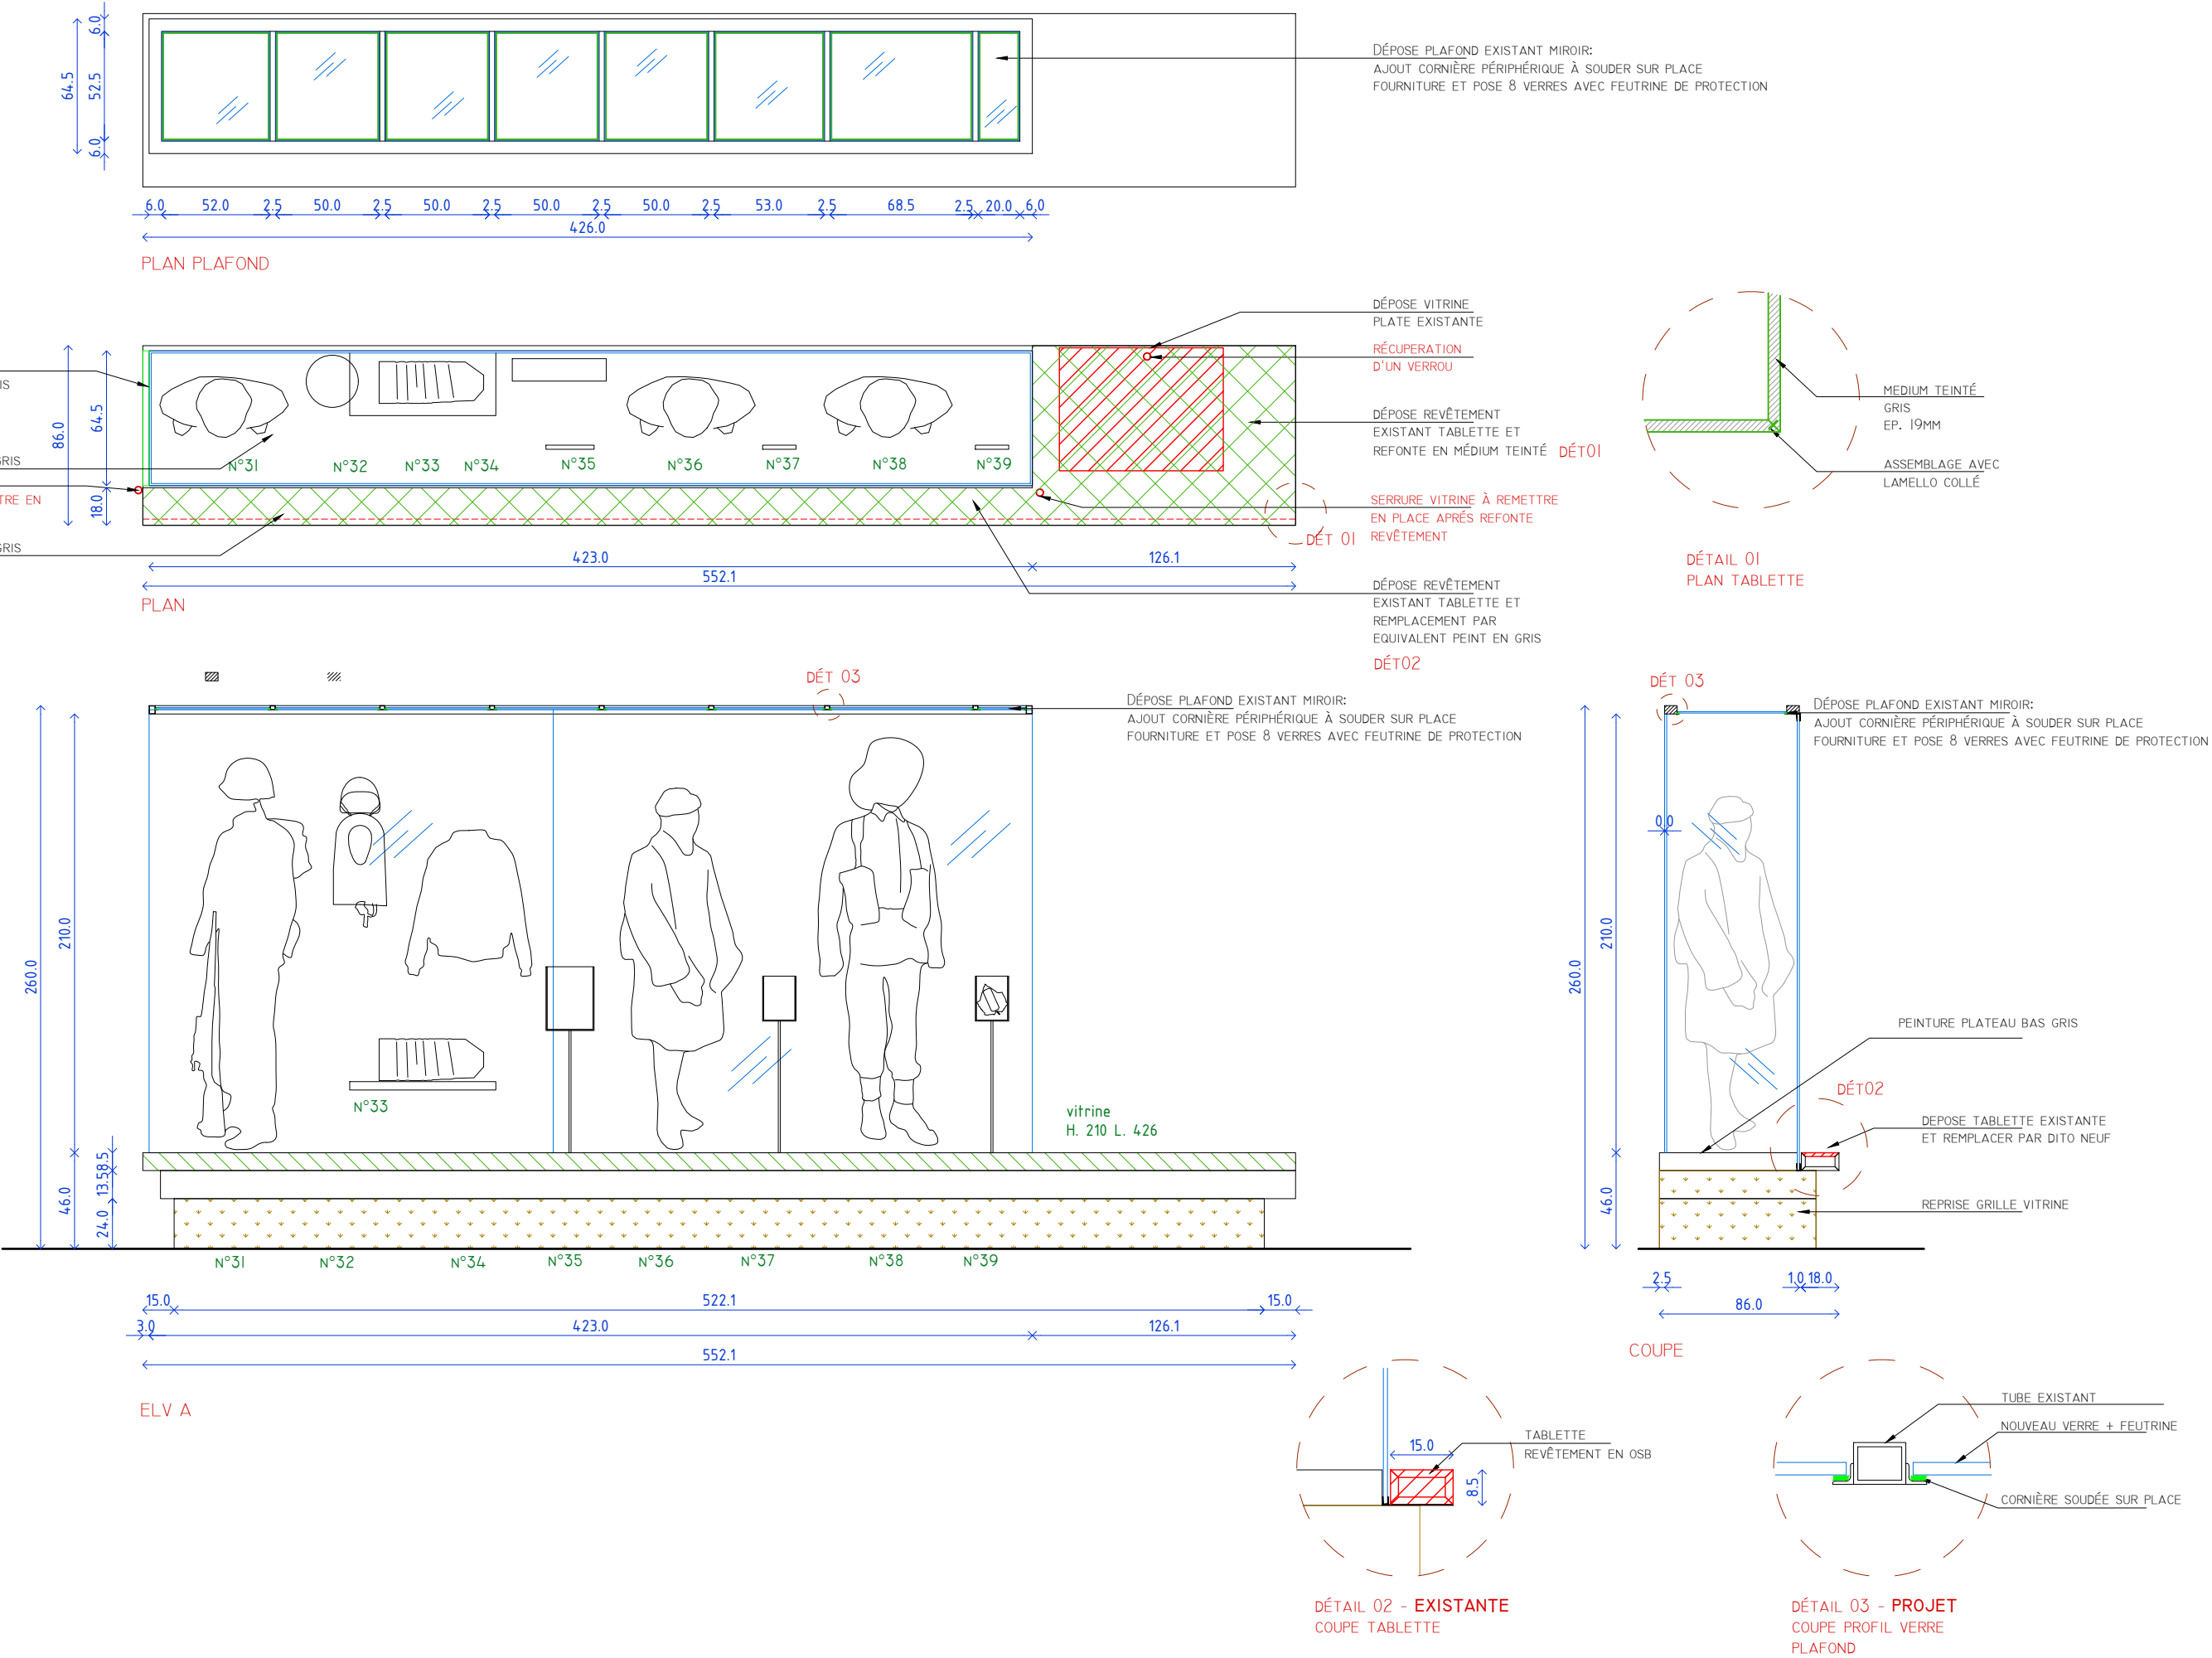 6.0
64.5
52.5
6.0
DÉPOSE PLAFOND EXISTANT MIROIR:
AJOUT CORNIÈRE PÉRIPHÉRIQUE À SOUDER SUR PLACE
FOURNITURE ET POSE 8 VERRES AVEC FEUTRINE DE PROTECTION
6.0 52.0 2.5 50.0 2.5 50.0 2.5 50.0 2.5 50.0 2.5 53.0 2.5 68.5 2.5 20.0 6.0
426.0
PLAN PLAFOND
DÉPOSE VITRINE
PLATE EXISTANTE
RÉCUPERATION
D'UN VERROU
DÉPOSE REVÊTEMENT
EXISTANT TABLETTE ET
REFONTE EN MÉDIUM TEINTÉ DÉT01
SERRURE VITRINE À REMETTRE
EN PLACE APRÉS REFONTE
REVÊTEMENT
DÉT 01
IS
GRIS
TRE EN
GRIS
86.0
64.5
18.0
N°31 N°32 N°33 N°34 N°35 N°36 N°37 N°38 N°39
423.0 126.1
552.1
PLAN
DÉPOSE REVÊTEMENT
EXISTANT TABLETTE ET
REMPLACEMENT PAR
EQUIVALENT PEINT EN GRIS
DÉT02
MEDIUM TEINTÉ
GRIS
EP. 19MM
ASSEMBLAGE AVEC
LAMELLO COLLÉ
DÉTAIL 01
PLAN TABLETTE
DÉT 03
DÉPOSE PLAFOND EXISTANT MIROIR:
AJOUT CORNIÈRE PÉRIPHÉRIQUE À SOUDER SUR PLACE
FOURNITURE ET POSE 8 VERRES AVEC FEUTRINE DE PROTECTION
260.0
210.0
46.0
8.5
13.5
24.0
N°33
vitrine
H. 210 L. 426
N°31 N°32 N°34 N°35 N°36 N°37 N°38 N°39
15.0 522.1 15.0
3.0 423.0 126.1
552.1
ELV A
DÉT 03
DÉPOSE PLAFOND EXISTANT MIROIR:
AJOUT CORNIÈRE PÉRIPHÉRIQUE À SOUDER SUR PLACE
FOURNITURE ET POSE 8 VERRES AVEC FEUTRINE DE PROTECTION
0.0
260.0
210.0
46.0
PEINTURE PLATEAU BAS GRIS
DÉT02
DEPOSE TABLETTE EXISTANTE
ET REMPLACER PAR DITO NEUF
REPRISE GRILLE VITRINE
2.5 1.0 18.0
86.0
COUPE
15.0
8.5
TABLETTE
REVÊTEMENT EN OSB
DÉTAIL 02 - EXISTANTE
COUPE TABLETTE
TUBE EXISTANT
NOUVEAU VERRE + FEUTRINE
CORNIÈRE SOUDÉE SUR PLACE
DÉTAIL 03 - PROJET
COUPE PROFIL VERRE
PLAFOND